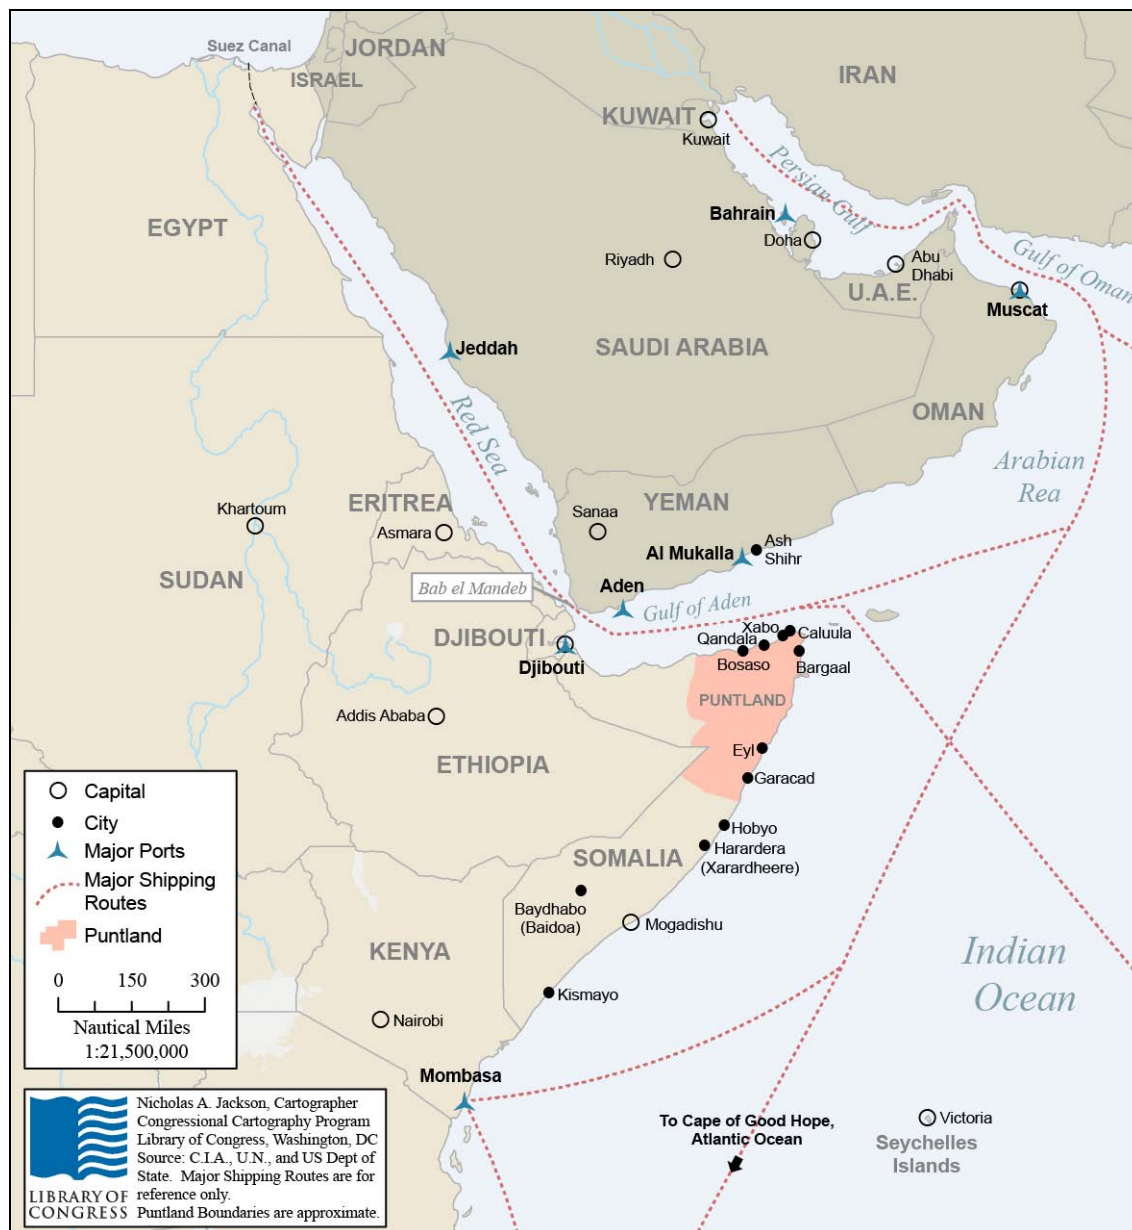 Suez Canal
JORDAN
ISRAEL
IRAN
KUWAIT
Kuwait
Persian Gulf
EGYPT
Bahrain
Doha
Riyadh
Abu
Dhabi
Gulf of Oman
U.A.E.
Muscat
Jeddah
SAUDI ARABIA
Red Sea
OMAN
Arabian
Rea
Khartoum
ERITREA
Asmara
Sanaa
YEMEN
Ash
Shihr
Al Mukalla
SUDAN
Bab el Mandeb
Aden
Gulf of Aden
DJIBOUTI
Djibouti
Xabo
Caluula
Qandala
Bosaso
Bargaal
PUNTLAND
Addis Ababa
ETHIOPIA
Eyl
Garacad
Hobyo
Harardera
(Xarardheere)
SOMALIA
Baydhabo
(Baidoa)
Mogadishu
KENYA
Kismayo
Nairobi
Mombasa
Indian
Ocean
To Cape of Good Hope,
Atlantic Ocean
Victoria
Seychelles
Islands
Capital
City
Major Ports
Major Shipping
Routes
Puntland
0 150 300
Nautical Miles
1:21,500,000
LIBRARY OF
CONGRESS
Nicholas A. Jackson, Cartographer
Congressional Cartography Program
Library of Congress, Washington, DC
Source: C.I.A., U.N., and US Dept of
State. Major Shipping Routes are for
reference only.
Puntland Boundaries are approximate.